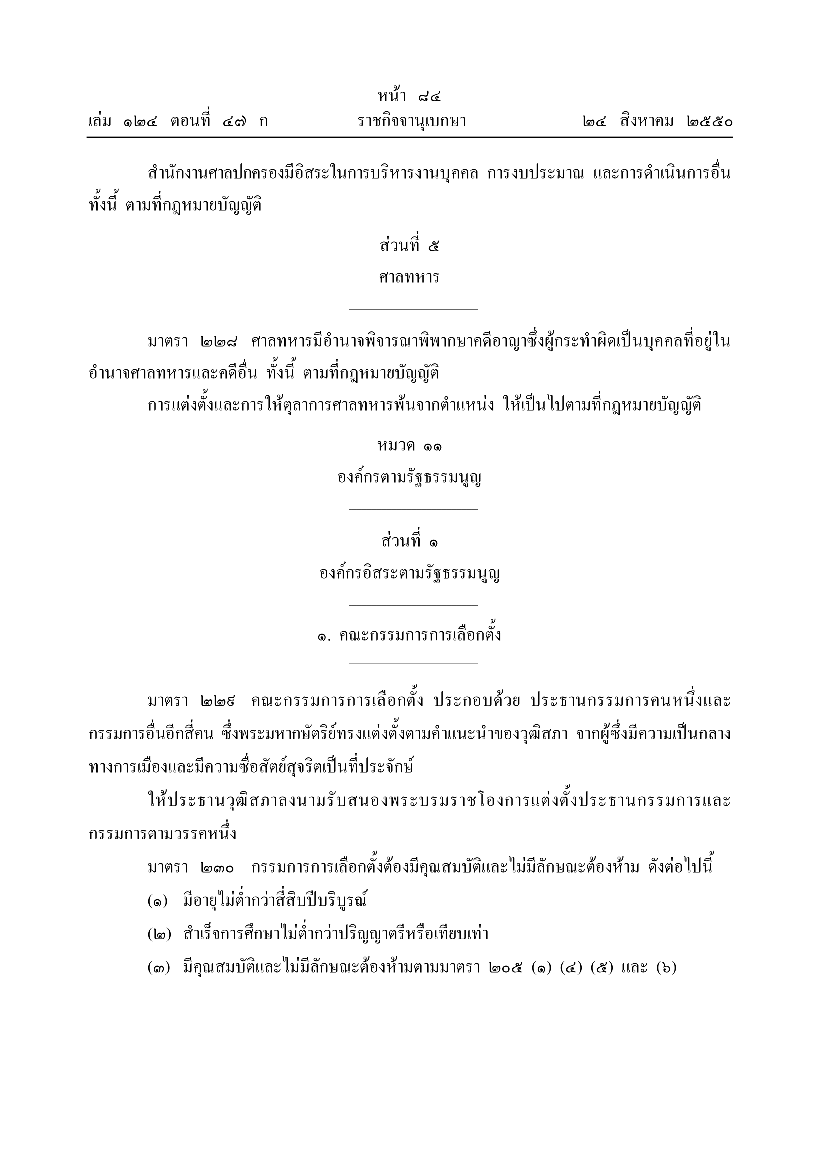 หน้า ๘๔
เล่ม ๑๒๔ ตอนที่ ๔๗ ก ราชกิจจานุเบกษา ๒๔ สิงหาคม ๒๕๕๐
สำนักงานศาลปกครองมีอิสระในการบริหารงานบุคคล การงบประมาณ และการดำเนินการอื่น
ทั้งนี้ ตามที่กฎหมายบัญญัติ
ส่วนที่ ๕
ศาลทหาร
มาตรา ๒๒๘ ศาลทหารมีอำนาจพิจารณาพิพากษาคดีอาญาซึ่งผู้กระทำผิดเป็นบุคคลที่อยู่ใน
อำนาจศาลทหารและคดีอื่น ทั้งนี้ ตามที่กฎหมายบัญญัติ
การแต่งตั้งและการให้ตุลาการศาลทหารพ้นจากตำแหน่ง ให้เป็นไปตามที่กฎหมายบัญญัติ
หมวด ๑๑
องค์กรตามรัฐธรรมนูญ
ส่วนที่ ๑
องค์กรอิสระตามรัฐธรรมนูญ
๑. คณะกรรมการการเลือกตั้ง
มาตรา ๒๒๙ คณะกรรมการการเลือกตั้ง ประกอบด้วย ประธานกรรมการคนหนึ่งและ
กรรมการอื่นอีกสี่คน ซึ่งพระมหากษัตริย์ทรงแต่งตั้งตามคำแนะนำของวุฒิสภา จากผู้ซึ่งมีความเป็นกลาง
ทางการเมืองและมีความซื่อสัตย์สุจริตเป็นที่ประจักษ์
ให้ประธานวุฒิสภาลงนามรับสนองพระบรมราชโองการแต่งตั้งประธานกรรมการและ
กรรมการตามวรรคหนึ่ง
มาตรา ๒๓๐ กรรมการการเลือกตั้งต้องมีคุณสมบัติและไม่มีลักษณะต้องห้าม ดังต่อไปนี้
(๑) มีอายุไม่ต่ำกว่าสี่สิบปีบริบูรณ์
(๒) สำเร็จการศึกษาไม่ต่ำกว่าปริญญาตรีหรือเทียบเท่า
(๓) มีคุณสมบัติและไม่มีลักษณะต้องห้ามตามมาตรา ๒๐๕ (๑) (๔) (๕) และ (๖)